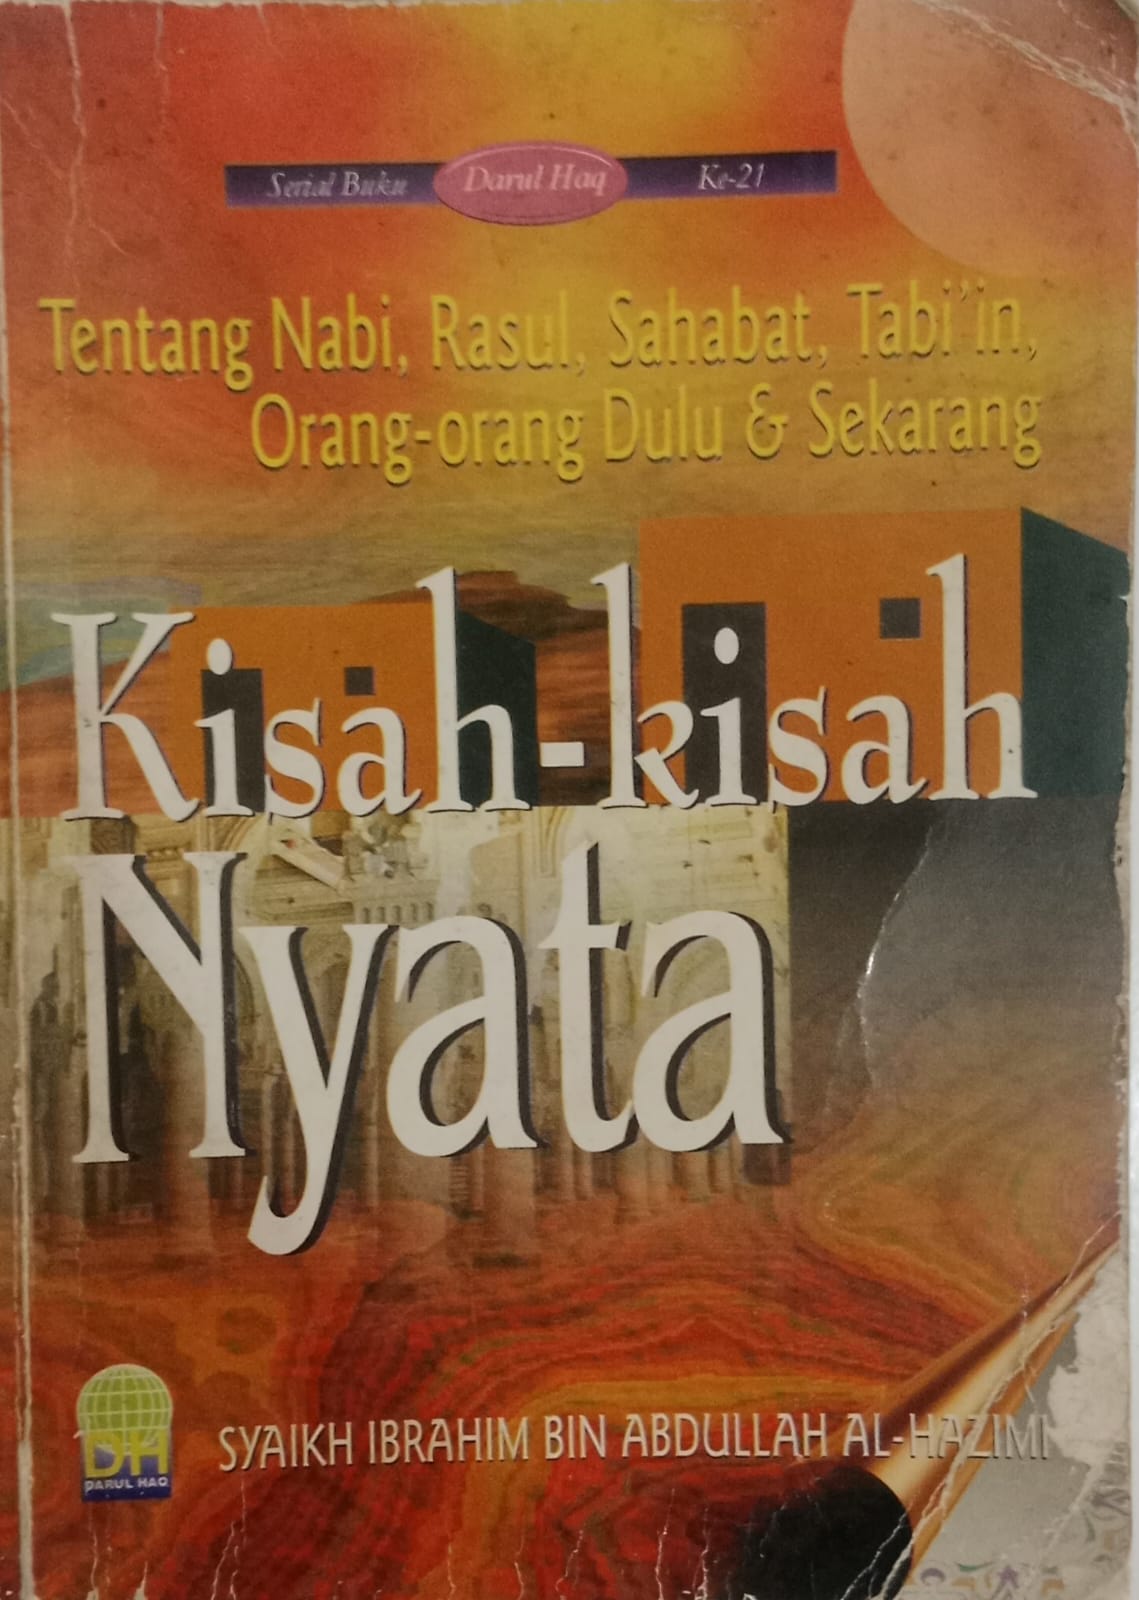 Serial Buku Darul Haq Ke-21
Tentang Nabi, Rasul, Sahabat, Tabi'in,
Orang-orang Dulu & Sekarang
Kisah-kisah
Nyata
SYAIKH IBRAHIM BIN ABDULLAH AL-HAZIMI
DH
DARUL HAQ